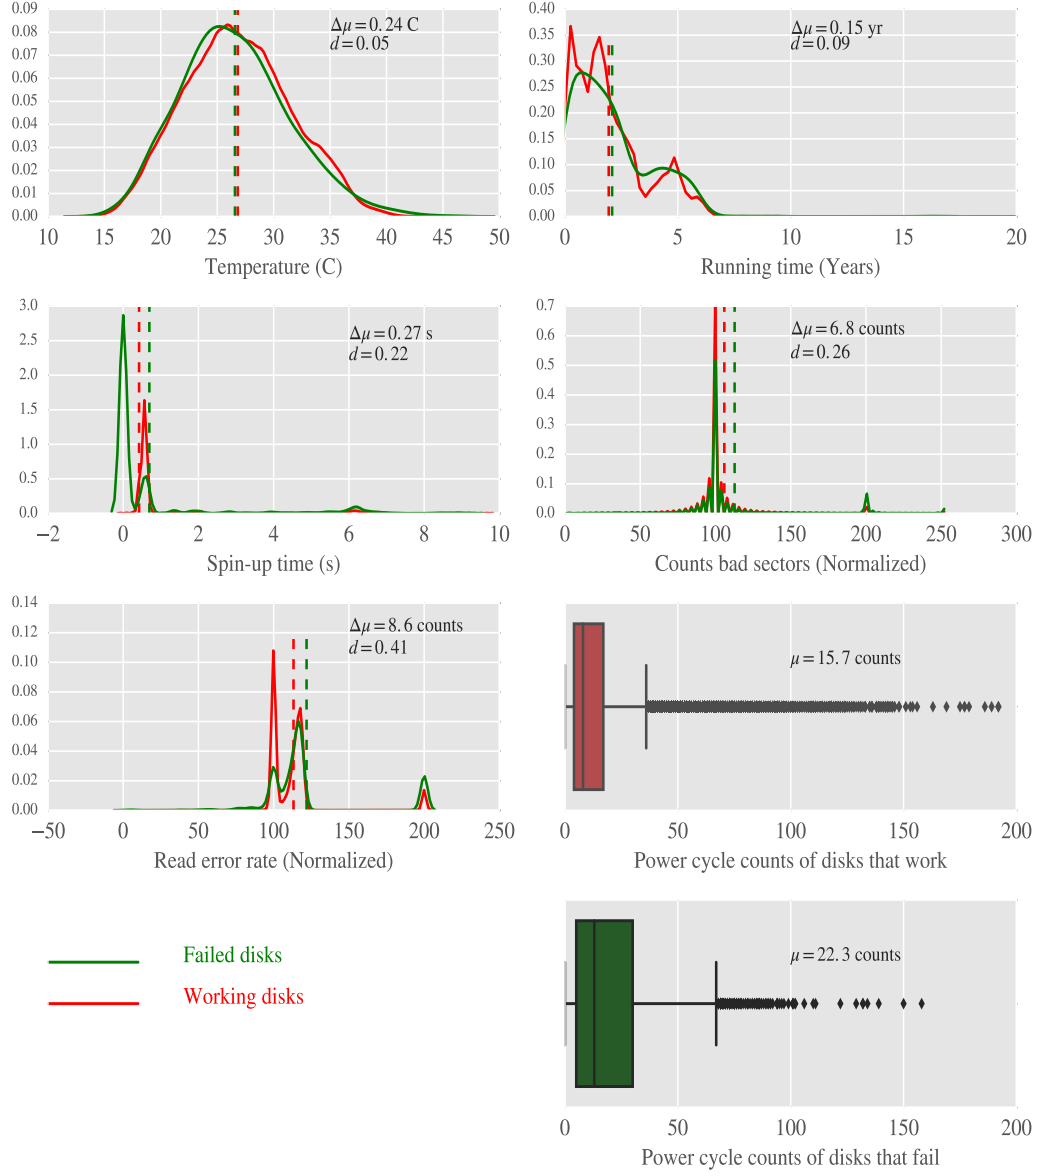 0.09
0.08
0.07
0.06
0.05
0.04
0.03
0.02
0.01
0.00
Δμ = 0.24 C
d = 0.05
10 15 20 25 30 35 40 45 50
Temperature (C)
0.40
0.35
0.30
0.25
0.20
0.15
0.10
0.05
0.00
Δμ = 0.15 yr
d = 0.09
0 5 10 15 20
Running time (Years)
3.0
2.5
2.0
1.5
1.0
0.5
0.0
Δμ = 0.27 s
d = 0.22
−2 0 2 4 6 8 10
Spin-up time (s)
0.7
0.6
0.5
0.4
0.3
0.2
0.1
0.0
Δμ = 6.8 counts
d = 0.26
0 50 100 150 200 250 300
Counts bad sectors (Normalized)
0.14
0.12
0.10
0.08
0.06
0.04
0.02
0.00
Δμ = 8.6 counts
d = 0.41
−50 0 50 100 150 200 250
Read error rate (Normalized)
μ = 15.7 counts
0 50 100 150 200
Power cycle counts of disks that work
Failed disks
Working disks
μ = 22.3 counts
0 50 100 150 200
Power cycle counts of disks that fail